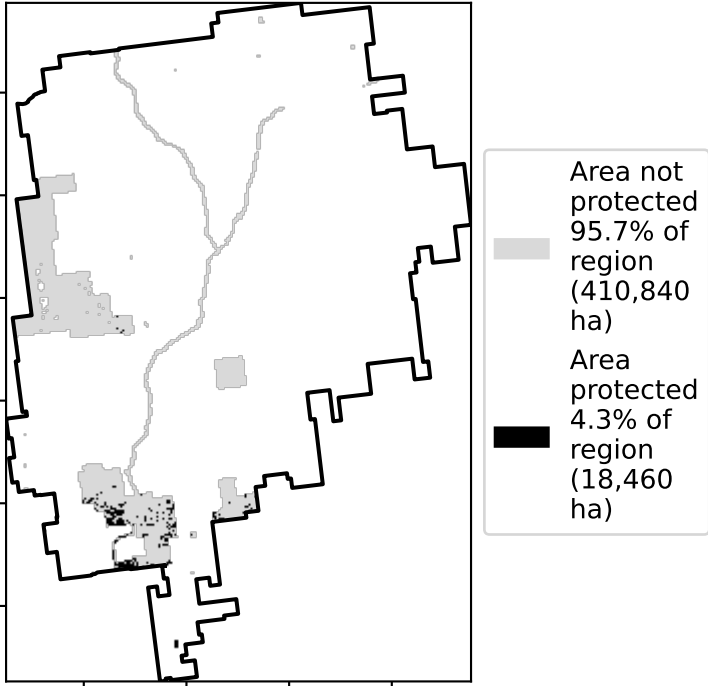 Area not
protected
95.7% of
region
(410,840
ha)
Area
protected
4.3% of
region
(18,460
ha)